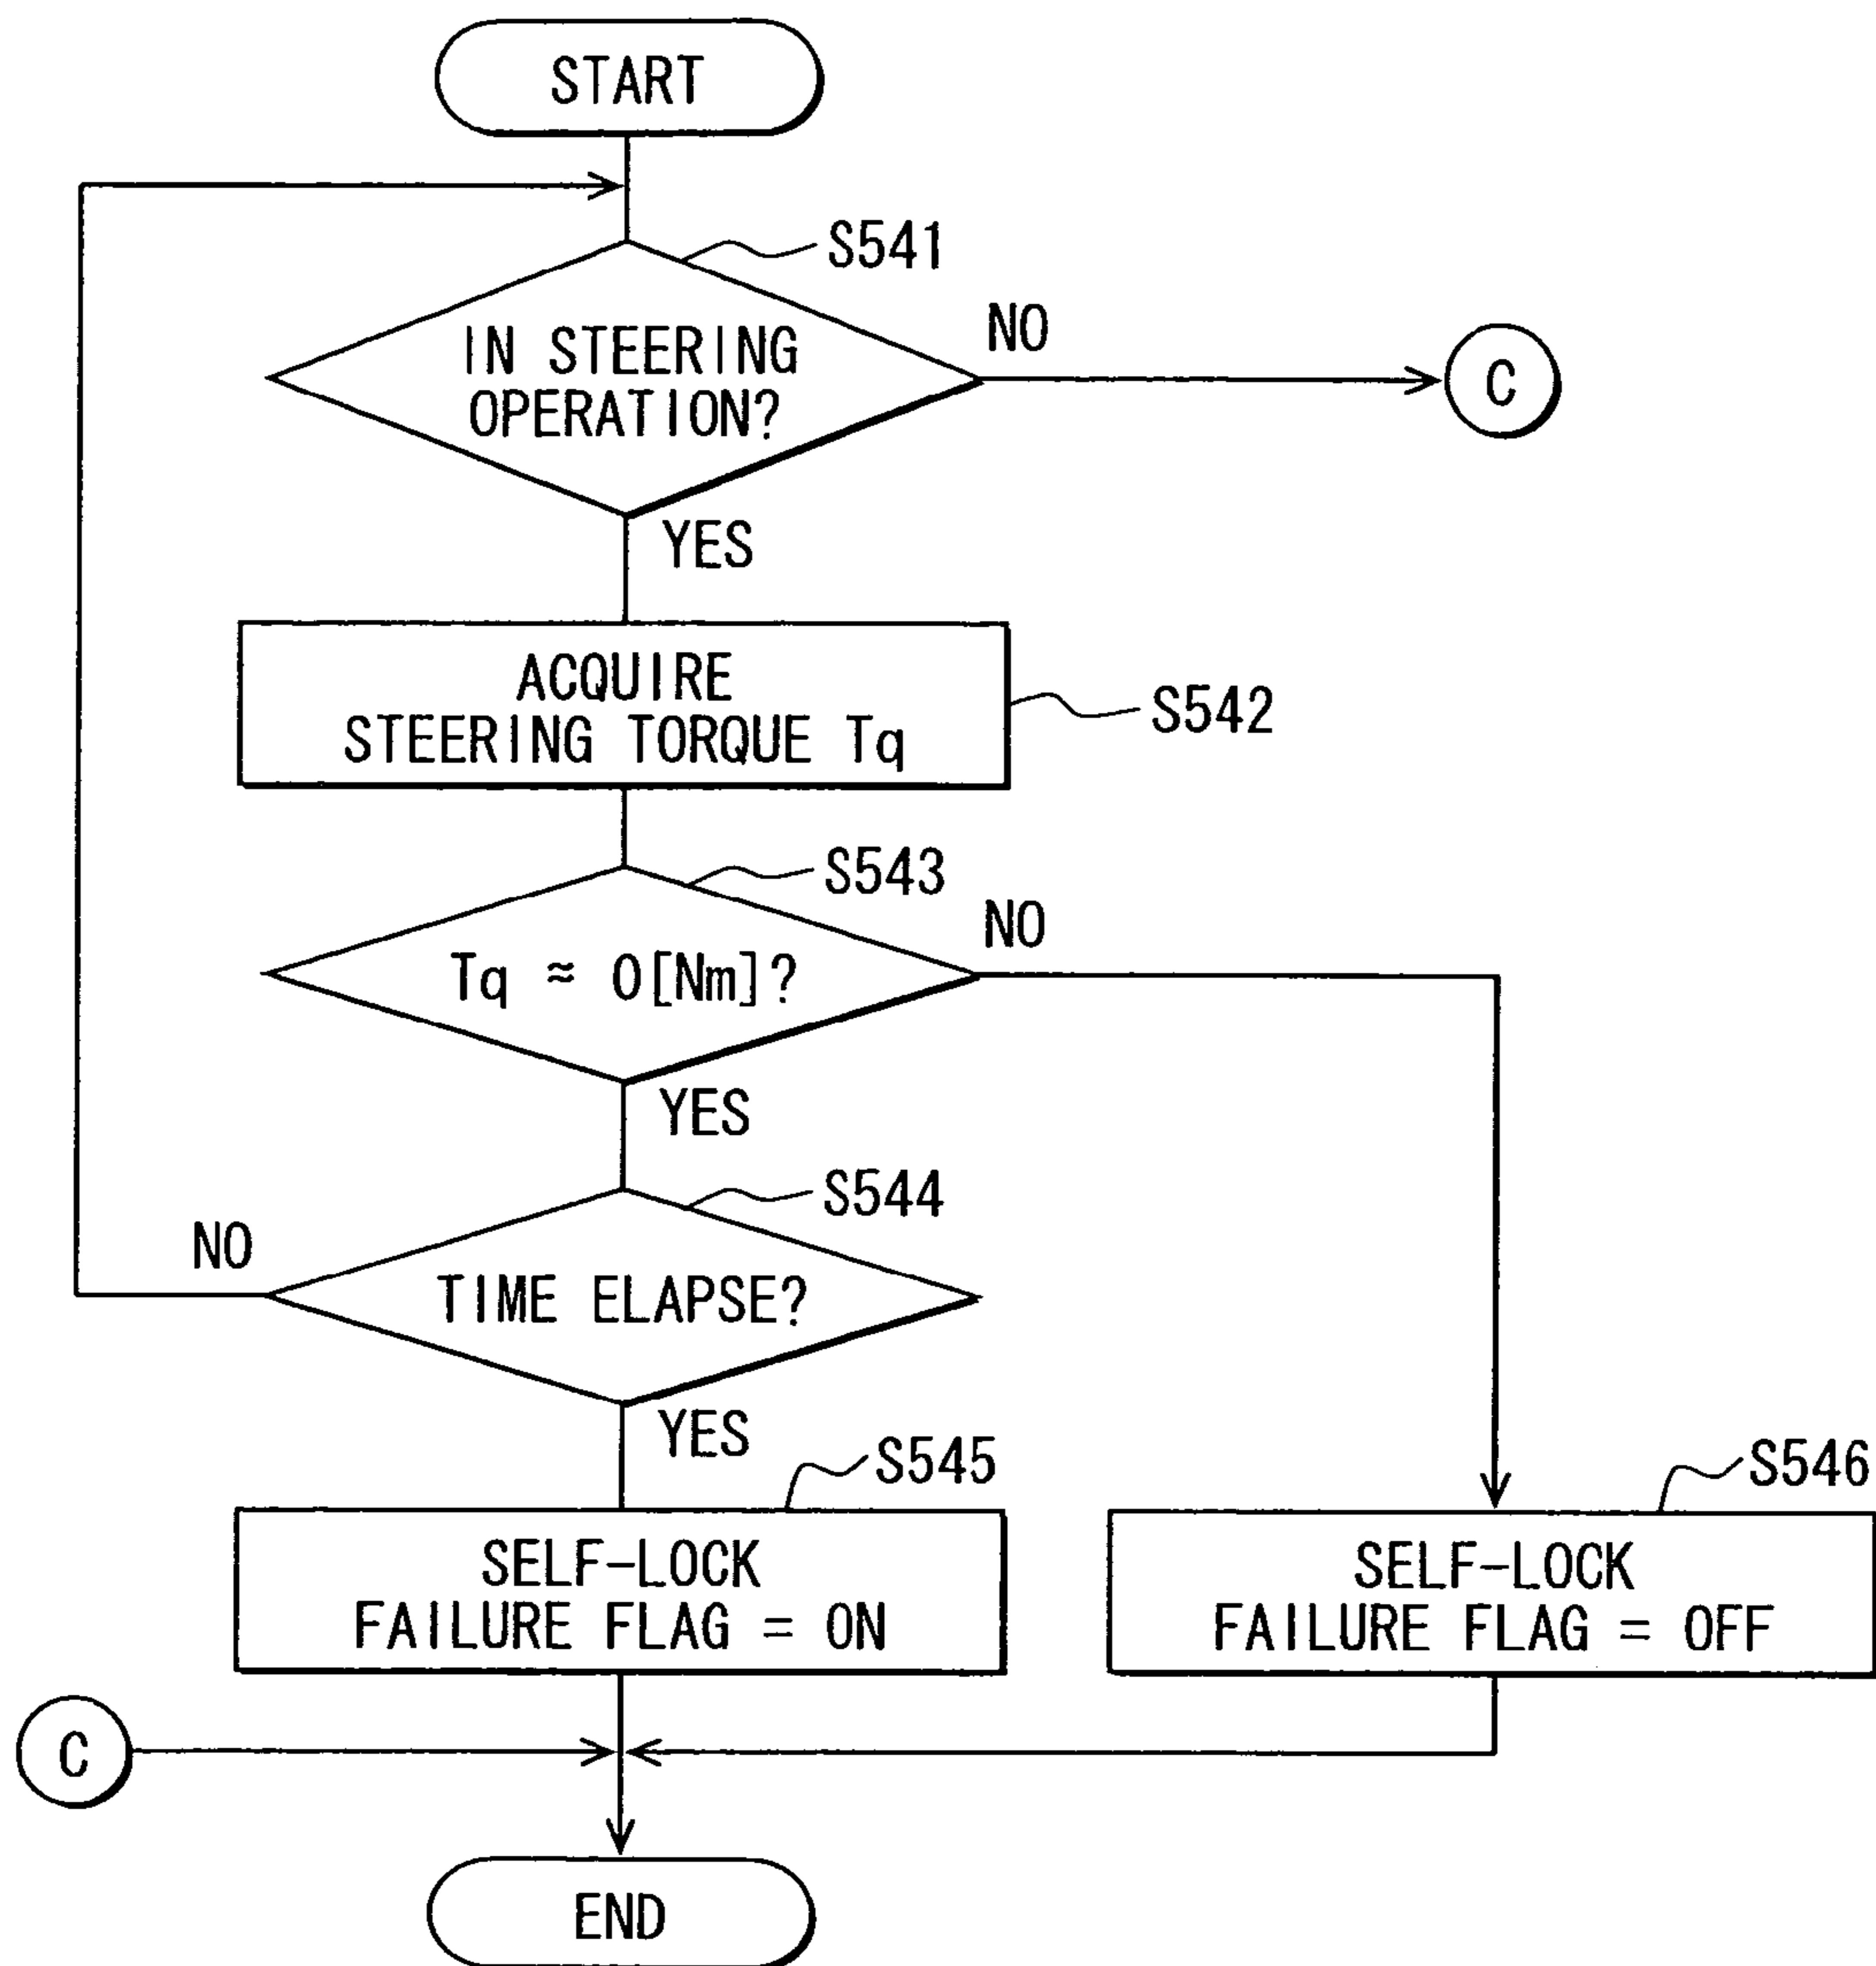 START
S541
IN STEERING
OPERATION?
NO
C
YES
ACQUIRE
STEERING TORQUE Tq
S542
S543
Tq ≈ 0[Nm]?
NO
YES
S544
TIME ELAPSE?
NO
YES
S545
SELF-LOCK
FAILURE FLAG = ON
S546
SELF-LOCK
FAILURE FLAG = OFF
C
END